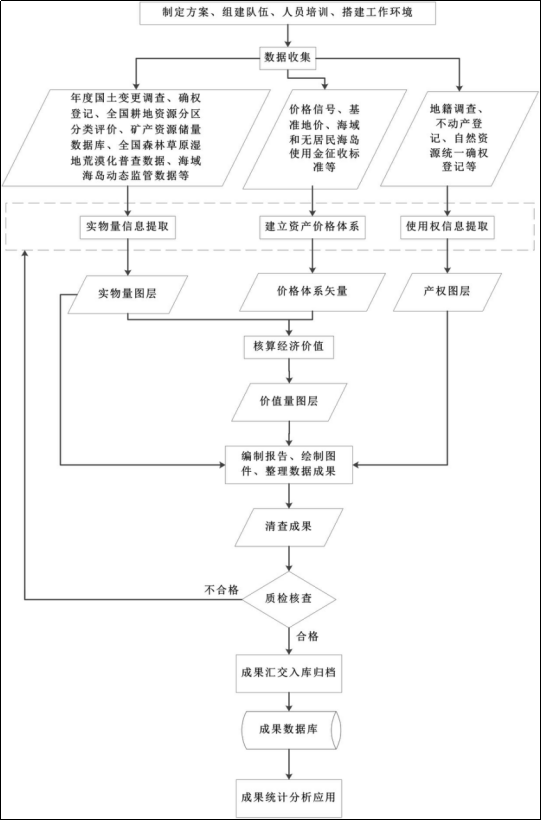 制定方案、组建队伍、人员培训、搭建工作环境
数据收集
年度国土变更调查、确权
登记、全国耕地资源分区
分类评价、矿产资源储量
数据库、全国森林草原湿
地荒漠化普查数据、海域
海岛动态监管数据等
价格信号、基
准地价、海域
和无居民海岛
使用金征收标
准等
地籍调查、
不动产登
记、自然资
源统一确权
登记等
实物量信息提取
建立资产价格体系
使用权信息提取
实物量图层
价格体系矢量
产权图层
核算经济价值
价值量图层
编制报告、绘制图
件、整理数据成果
清查成果
不合格
质检核查
合格
成果汇交入库归档
成果数据库
成果统计分析应用